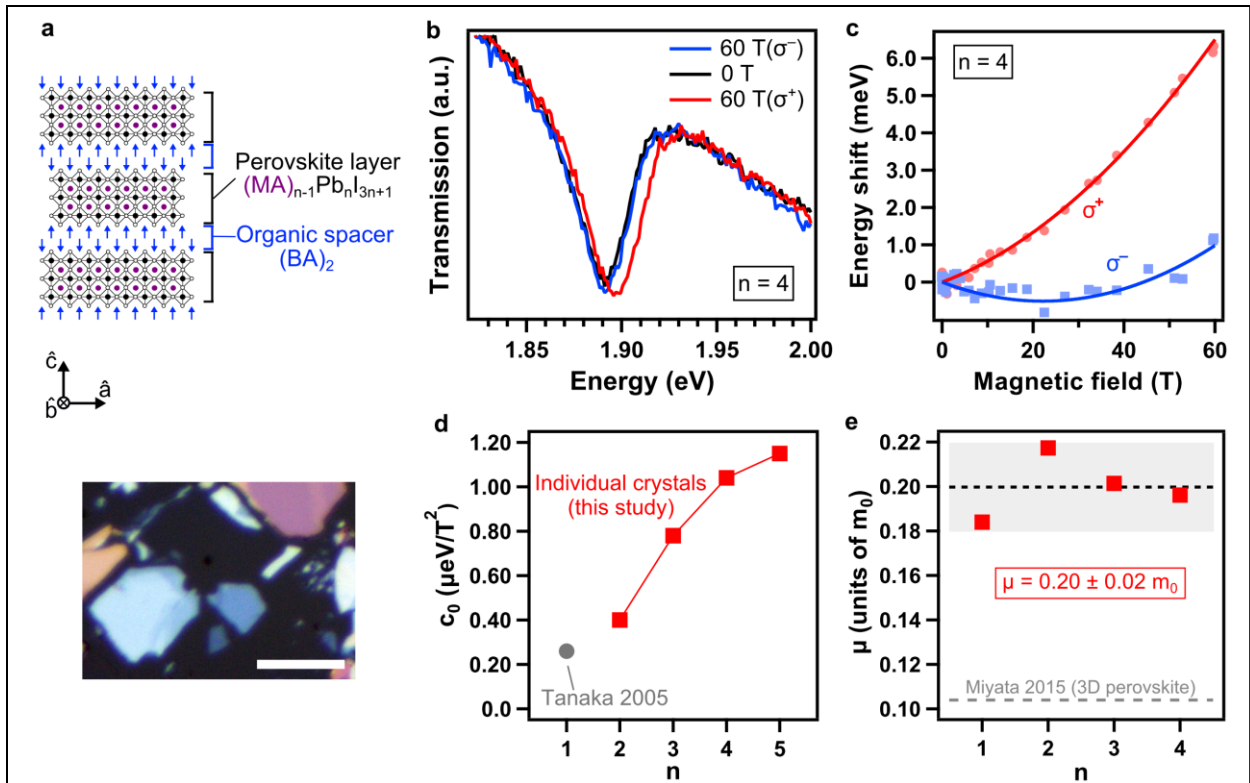 a
Perovskite layer
(MA)n-1PbnI3n+1
Organic spacer
(BA)2
ĉ
b̂
â
b
60 T(σ⁻)
0 T
60 T(σ⁺)
n = 4
Transmission (a.u.)
1.85
1.90
1.95
2.00
Energy (eV)
c
n = 4
σ⁺
σ⁻
Energy shift (meV)
6.0
5.0
4.0
3.0
2.0
1.0
0
0
20
40
60
Magnetic field (T)
d
c₀ (µeV/T²)
1.20
1.00
0.80
0.60
0.40
0.20
0.0
Individual crystals
(this study)
Tanaka 2005
1
2
3
4
5
n
e
µ (units of m₀)
0.22
0.20
0.18
0.16
0.14
0.12
0.10
µ = 0.20 ± 0.02 m₀
Miyata 2015 (3D perovskite)
1
2
3
4
n